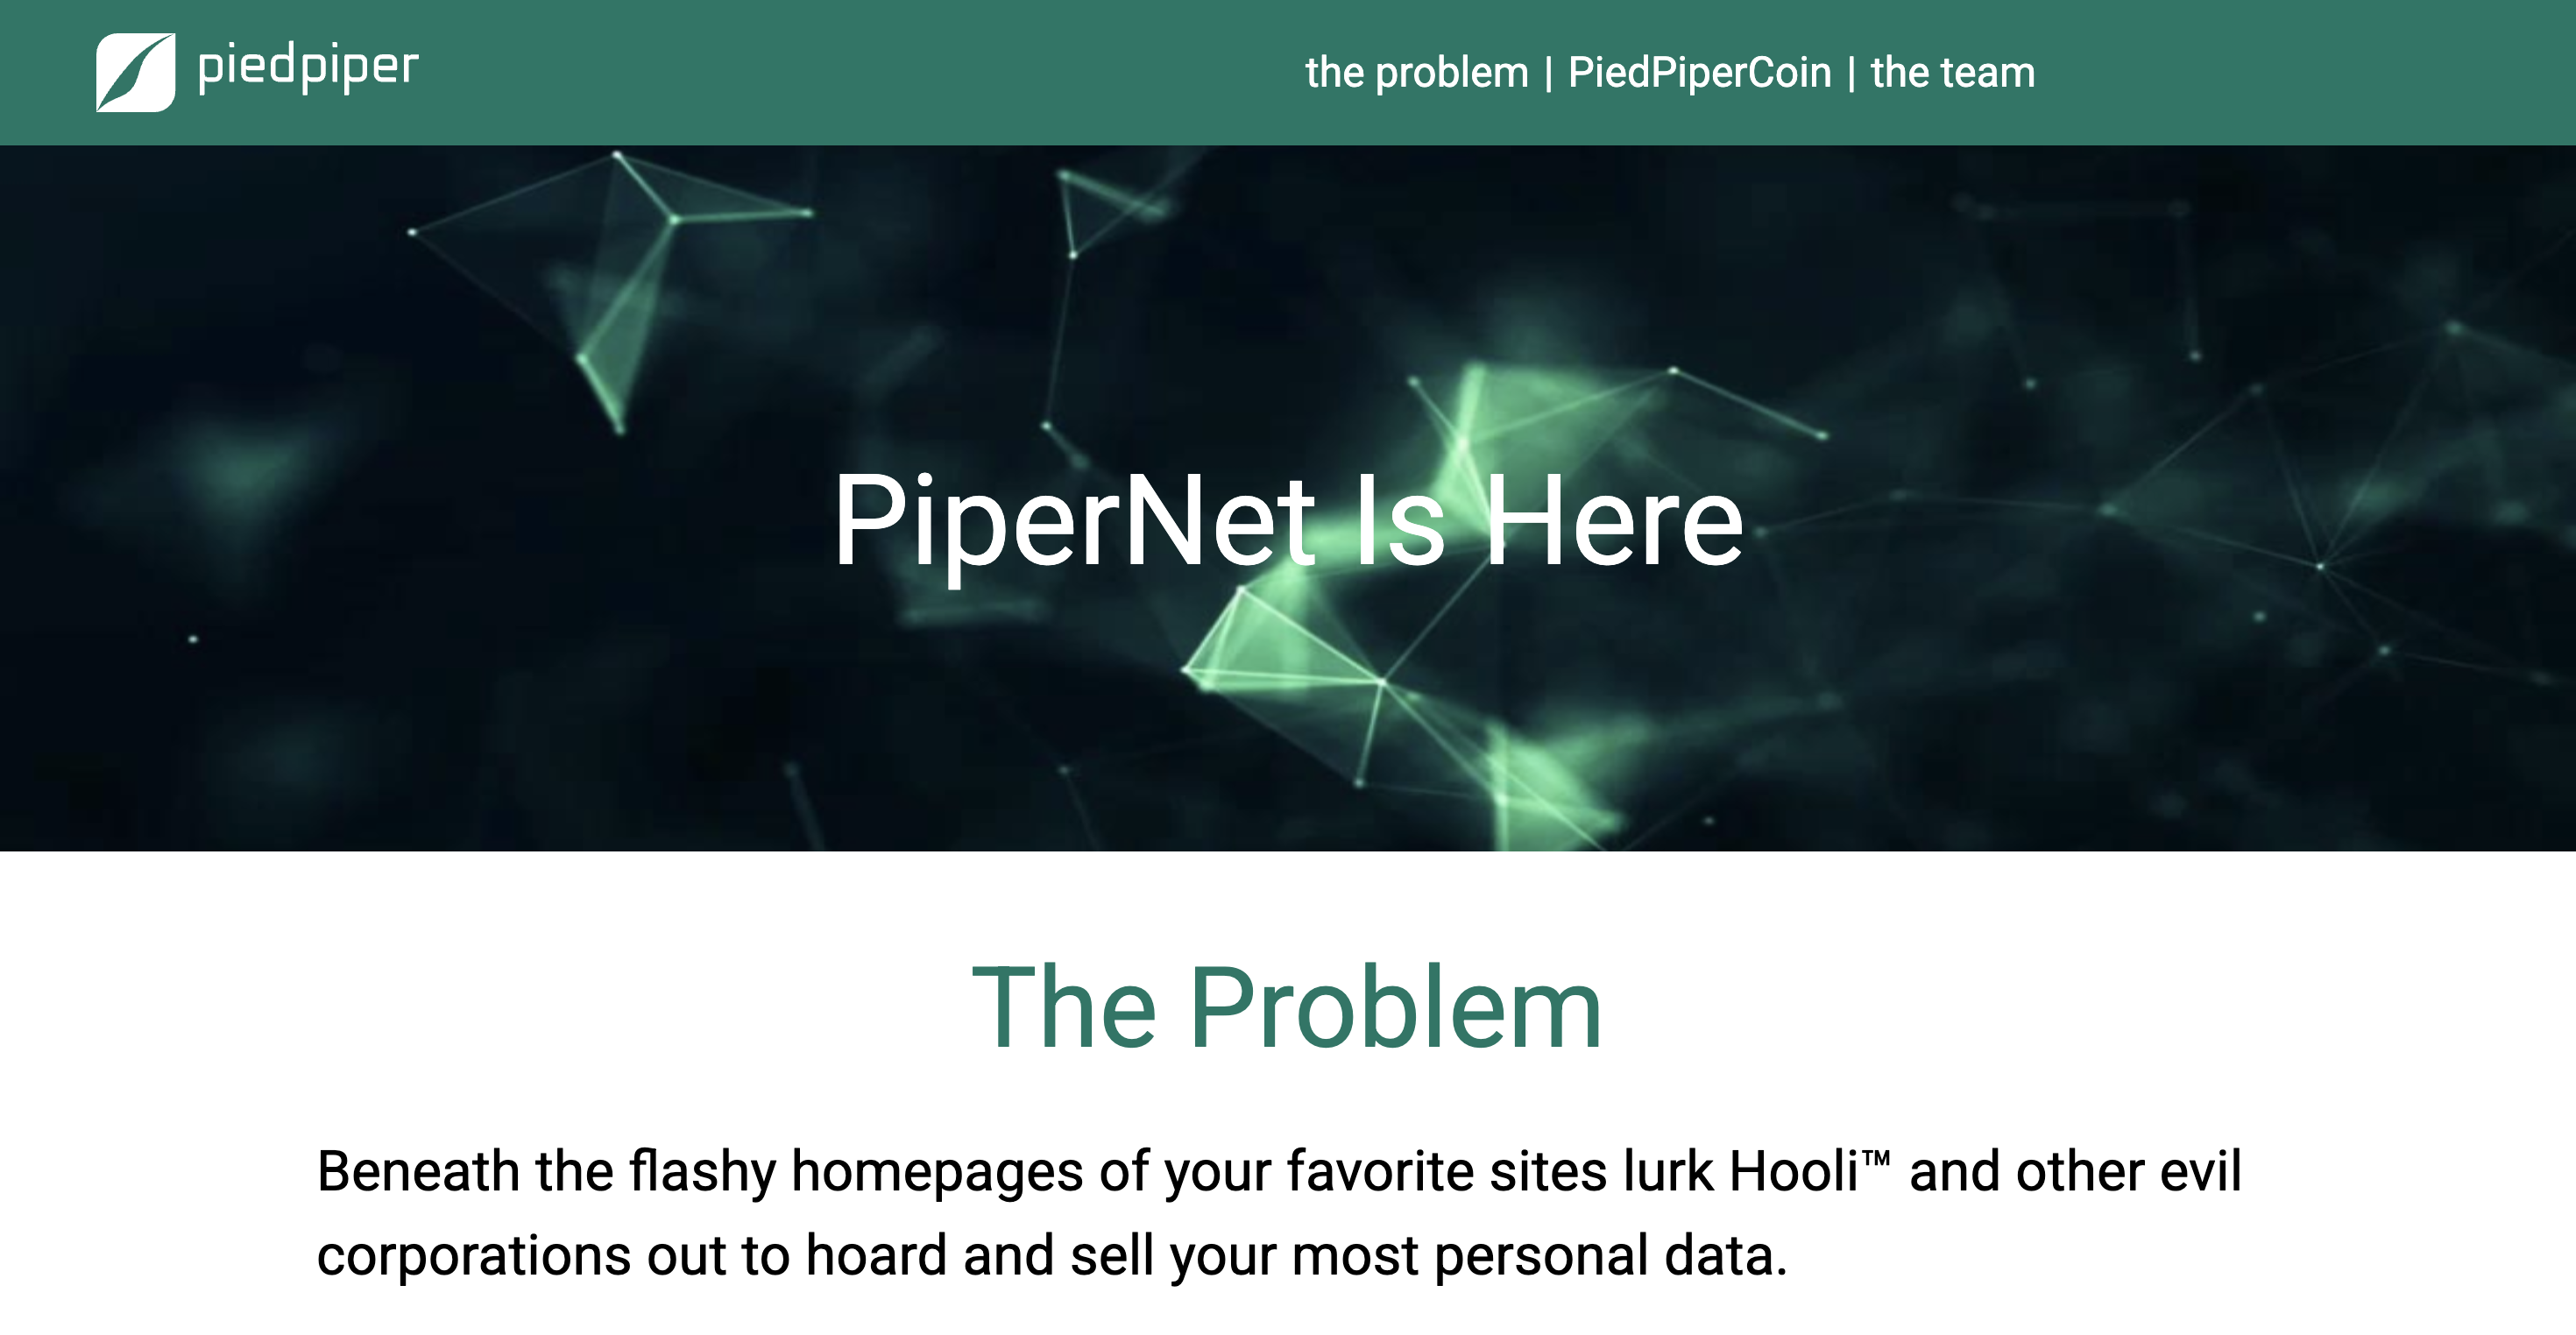 piedpiper
the problem | PiedPiperCoin | the team
PiperNet Is Here
The Problem
Beneath the flashy homepages of your favorite sites lurk Hooli™ and other evil
corporations out to hoard and sell your most personal data.